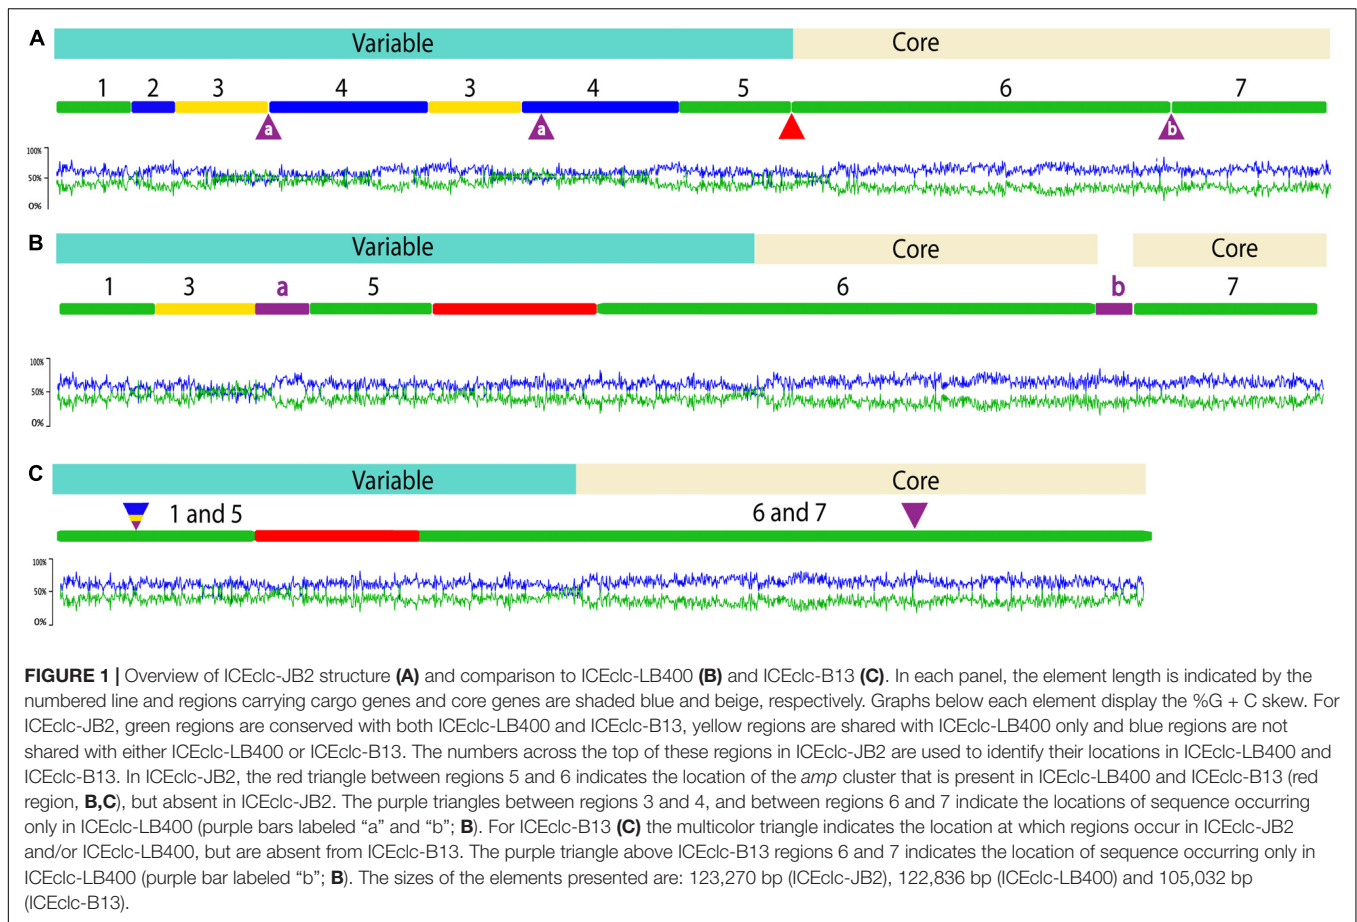 A
Variable Core
1 2 3 4 3 4 5 6 7
a a b
100%
50%
0%
B
Variable Core Core
1 3 a 5 6 b 7
100%
50%
0%
C
Variable Core
1 and 5 6 and 7
100%
50%
0%
FIGURE 1 | Overview of ICEclc-JB2 structure (A) and comparison to ICEclc-LB400 (B) and ICEclc-B13 (C). In each panel, the element length is indicated by the
numbered line and regions carrying cargo genes and core genes are shaded blue and beige, respectively. Graphs below each element display the %G + C skew. For
ICEclc-JB2, green regions are conserved with both ICEclc-LB400 and ICEclc-B13, yellow regions are shared with ICEclc-LB400 only and blue regions are not
shared with either ICEclc-LB400 or ICEclc-B13. The numbers across the top of these regions in ICEclc-JB2 are used to identify their locations in ICEclc-LB400 and
ICEclc-B13. In ICEclc-JB2, the red triangle between regions 5 and 6 indicates the location of the amp cluster that is present in ICEclc-LB400 and ICEclc-B13 (red
region, B,C), but absent in ICEclc-JB2. The purple triangles between regions 3 and 4, and between regions 6 and 7 indicate the locations of sequence occurring
only in ICEclc-LB400 (purple bars labeled “a” and “b”; B). For ICEclc-B13 (C) the multicolor triangle indicates the location at which regions occur in ICEclc-JB2
and/or ICEclc-LB400, but are absent from ICEclc-B13. The purple triangle above ICEclc-B13 regions 6 and 7 indicates the location of sequence occurring only in
ICEclc-LB400 (purple bar labeled “b”; B). The sizes of the elements presented are: 123,270 bp (ICEclc-JB2), 122,836 bp (ICEclc-LB400) and 105,032 bp
(ICEclc-B13).